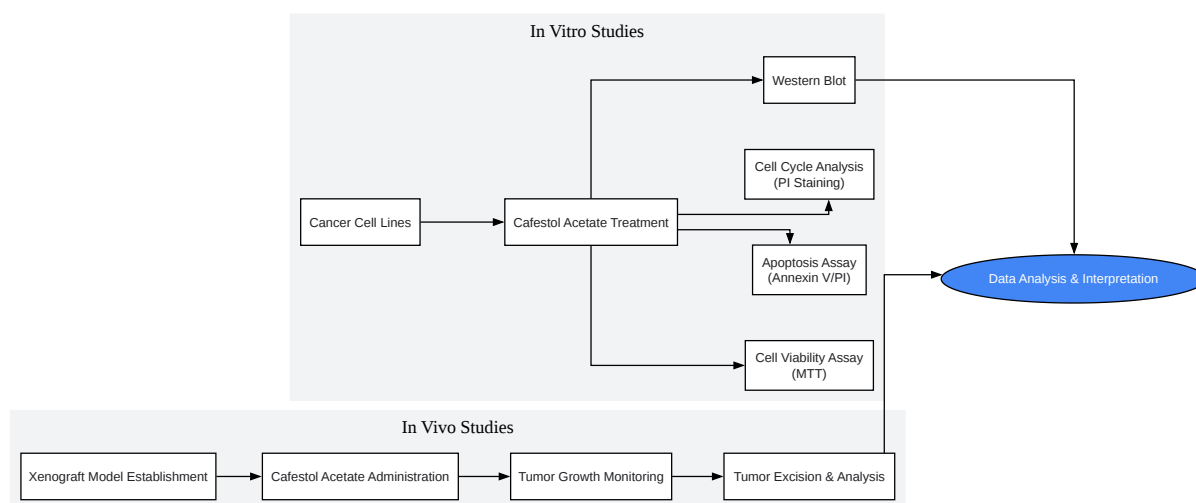 In Vitro Studies
Western Blot
Cell Cycle Analysis
(PI Staining)
Cancer Cell Lines
Cafestol Acetate Treatment
Apoptosis Assay
(Annexin V/PI)
Data Analysis & Interpretation
Cell Viability Assay
(MTT)
In Vivo Studies
Xenograft Model Establishment
Cafestol Acetate Administration
Tumor Growth Monitoring
Tumor Excision & Analysis